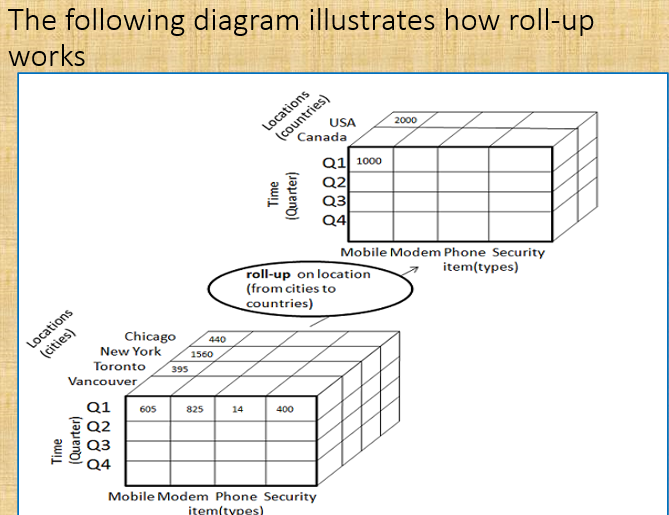 The following diagram illustrates how roll-up
works
Locations
(countries)
USA
Canada
2000
Time
(Quarter)
Q1
Q2
Q3
Q4
1000
Mobile Modem Phone Security
item(types)
roll-up on location
(from cities to
countries)
Locations
(cities)
Chicago
New York
Toronto
Vancouver
440
1560
395
Time
(Quarter)
Q1
Q2
Q3
Q4
605 825 14 400
Mobile Modem Phone Security
item(types)